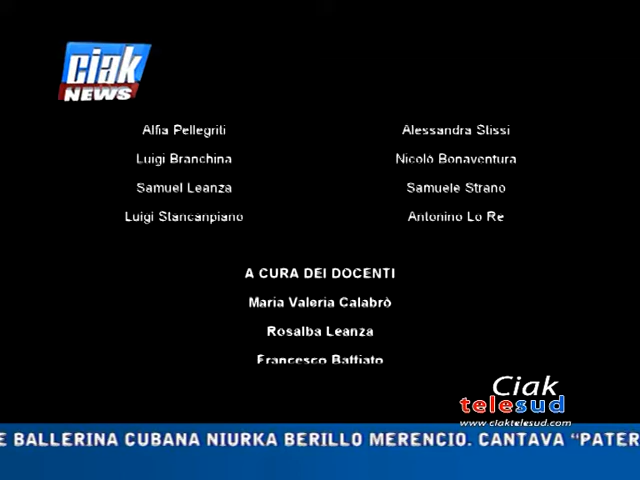 ciak
NEWS
Alfia Pellegriti
Alessandra Stissi
Luigi Branchina
Nicolò Bonaventura
Samuel Leanza
Samuele Strano
Luigi Stancanpiano
Antonino Lo Re
A CURA DEI DOCENTI
Maria Valeria Calabrò
Rosalba Leanza
Francesco Battiato
Ciak
telesud
www.ciaktelesud.com
E BALLERINA CUBANA NIURKA BERILLO MERENCIO. CANTAVA “PATER